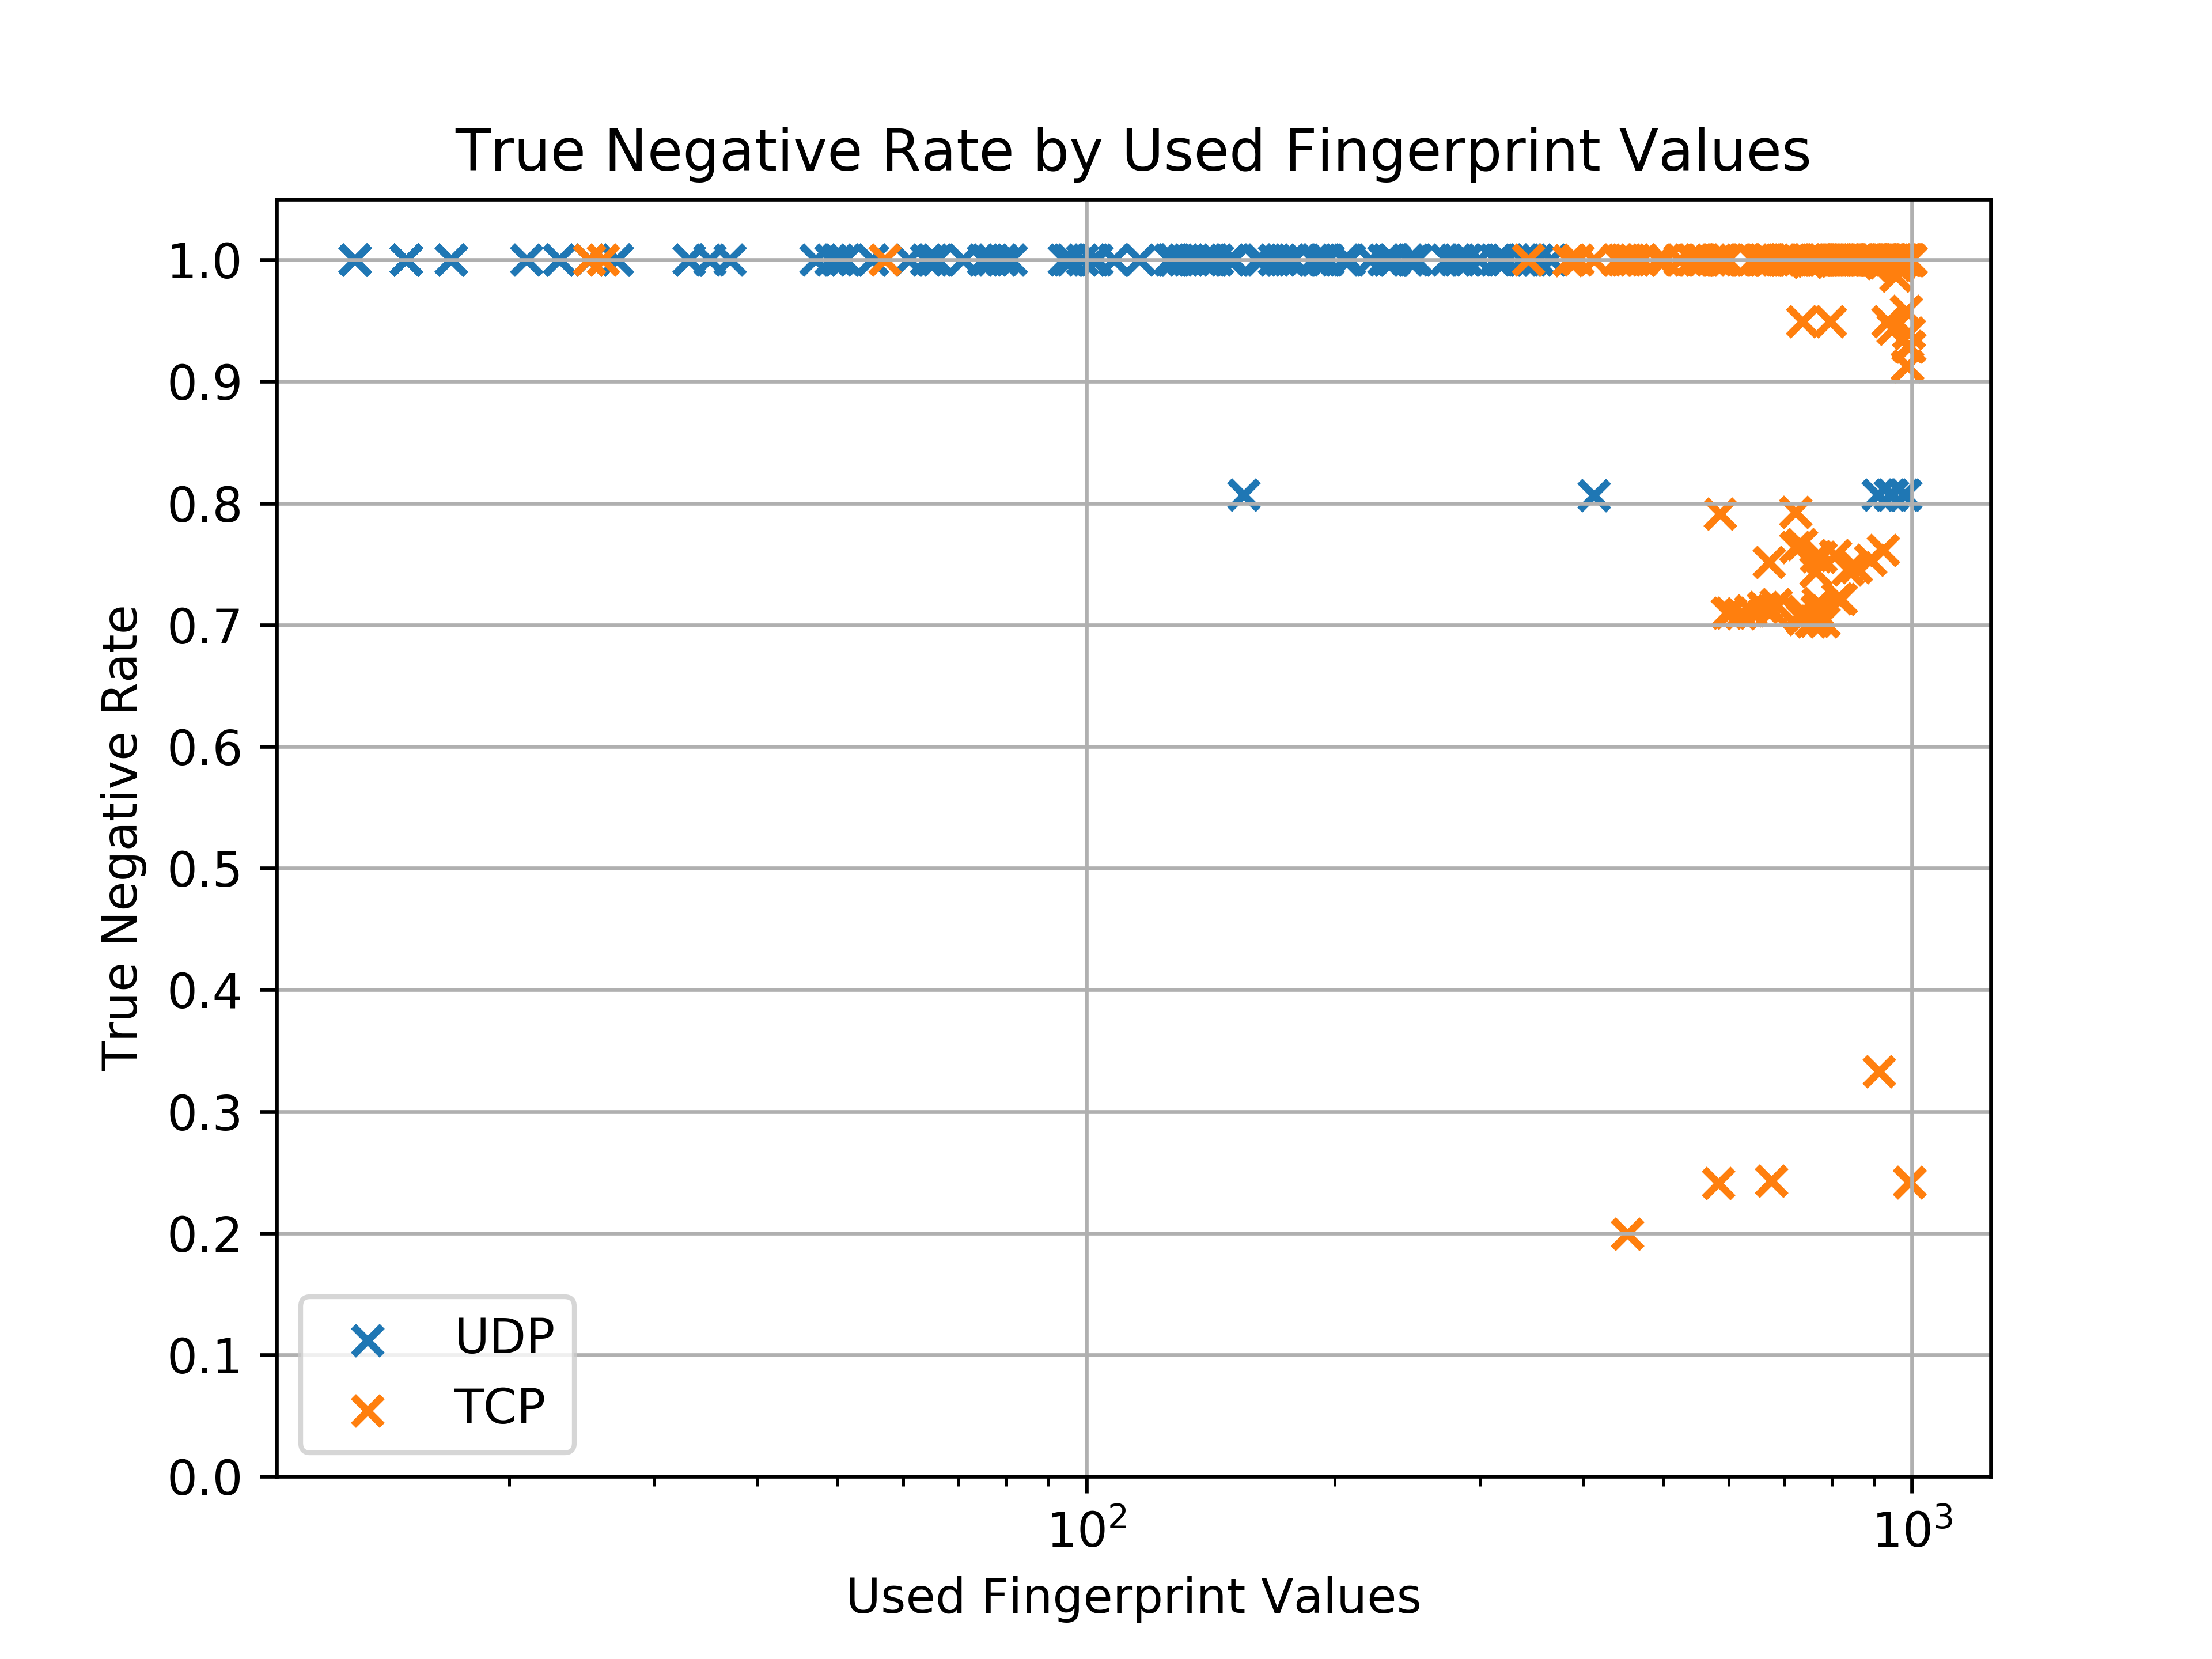 True Negative Rate by Used Fingerprint Values
True Negative Rate
1.0
0.9
0.8
0.7
0.6
0.5
0.4
0.3
0.2
0.1
0.0
UDP
TCP
10²
10³
Used Fingerprint Values